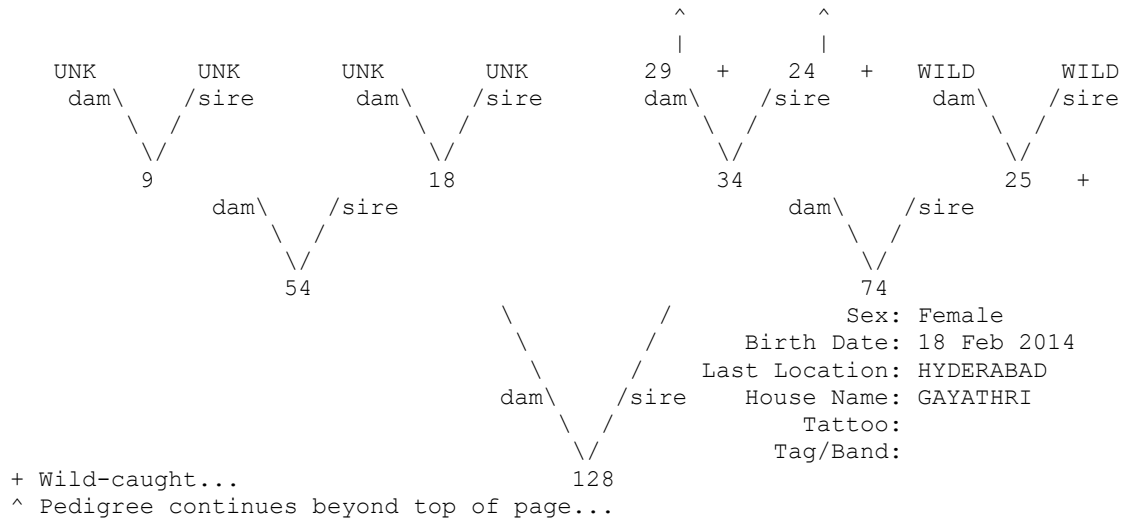 ^ ^
| |
UNK UNK UNK UNK 29 + 24 + WILD WILD
dam\ /sire dam\ /sire dam\ /sire dam\ /sire
\ / \ / \ / \ /
\/ \/ \/ \/
9 18 34 25 +
dam\ /sire dam\ /sire
\ / \ /
\/ \/
54 74
\ / Sex: Female
\ / Birth Date: 18 Feb 2014
\ / Last Location: HYDERABAD
dam\ /sire House Name: GAYATHRI
\ / Tattoo:
\/ Tag/Band:
+ Wild-caught... 128
^ Pedigree continues beyond top of page...